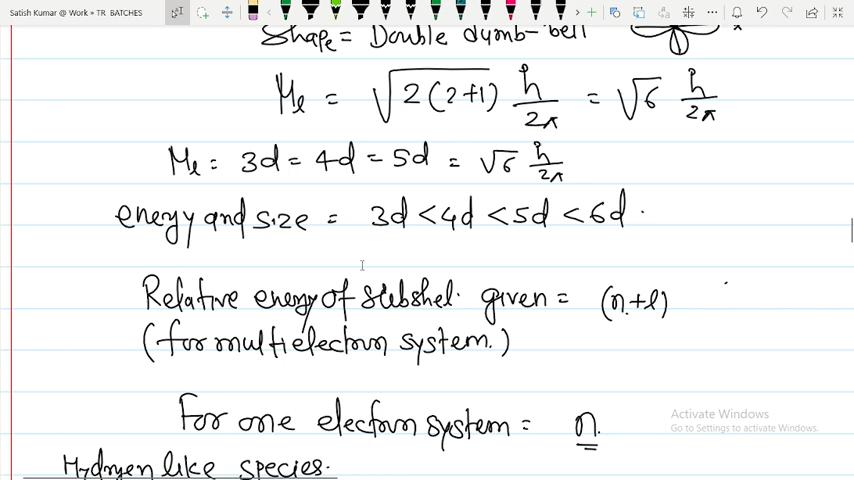 Satish Kumar @ Work » TR BATCHES
Shape = Double dumb-bell
x
μl = √2(2+1) h/2π = √6 h/2π
μl = 3d = 4d = 5d = √6 h/2π
energy and size = 3d < 4d < 5d < 6d.
Relative energy of subshel. given = (n+l)
(for multielectron system.)
For one electron system = n.
Hydryen like species.
Activate Windows
Go to Settings to activate Windows.